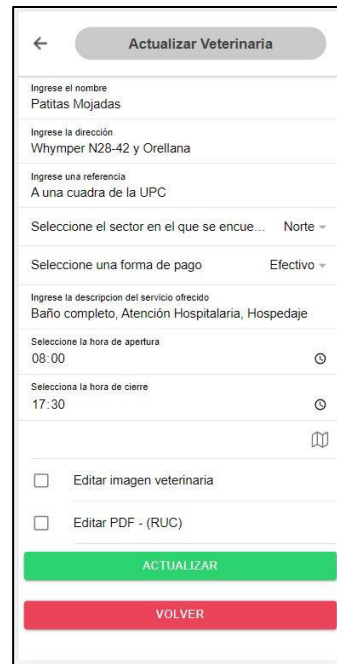 Actualizar Veterinaria
Ingrese el nombre
Patitas Mojadas
Ingrese la dirección
Whymper N28-42 y Orellana
Ingrese una referencia
A una cuadra de la UPC
Seleccione el sector en el que se encue... Norte
Seleccione una forma de pago Efectivo
Ingrese la descripcion del servicio ofrecido
Baño completo, Atención Hospitalaria, Hospedaje
Seleccione la hora de apertura
08:00
Selecciona la hora de cierre
17:30
Editar imagen veterinaria
Editar PDF - (RUC)
ACTUALIZAR
VOLVER